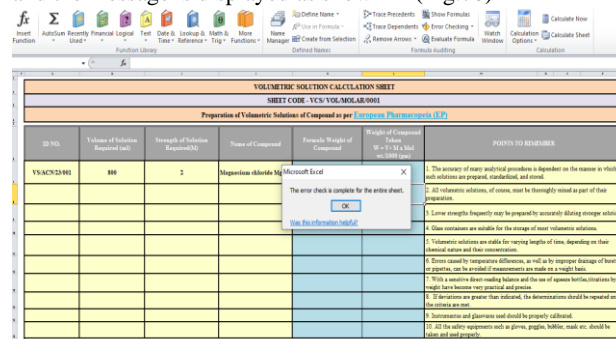 fx Σ
Insert Function AutoSum Recently Used Financial Logical Text Date & Time Lookup & Reference Math & Trig More Functions
Function Library
Name Manager
Define Name
Use in Formula
Create from Selection
Defined Names
Trace Precedents
Trace Dependents
Remove Arrows
Show Formulas
Error Checking
Evaluate Formula
Formula Auditing
Watch Window
Calculation Options
Calculate Now
Calculate Sheet
Calculation
fx
VOLUMETRIC SOLUTION CALCULATION SHEET
SHEET CODE - VCS/ VOL/MOLAR/0001
Preparation of Volumetric Solutions of Compound as per European Pharmacopeia (EP)
ID NO.
Volume of Solution Required (ml)
Strength of Solution Required(M)
Name of Compound
Formula Weight of Compound
Weight of Compound Taken
POINTS TO REMEMBER
VS/ACN/23/001 800 2 Magnesium chloride
Microsoft Excel X
The error check is complete for the entire sheet.
OK
Was this information helpful?
1. The accuracy of many analytical procedures is dependent on the manner in which
such solutions are prepared, standardized, and stored.
2. All volumetric solutions, of course, must be thoroughly mixed as part of their
preparation.
3. Lower strengths frequently may be prepared by accurately diluting stronger
4. Glass containers are suitable for the storage of most volumetric solutions.
5. Volumetric solutions are stable for varying lengths of time, depending on their
chemical nature and their concentration.
6. Errors caused by temperature differences, as well as by improper drainage of
or pipettes, can be avoided if measurements are made on a weight basis.
7. With a sensitive direct-reading balance and the use of squeeze bottles,titrations by
weight have become very practical and precise.
8. If deviations are greater than indicated, the determinations should be repeated
the criteria are met.
9. Instruments and glassware used should be properly calibrated.
10. All the safety equipments such as gloves, goggles, mask etc. should be
taken and used properly.